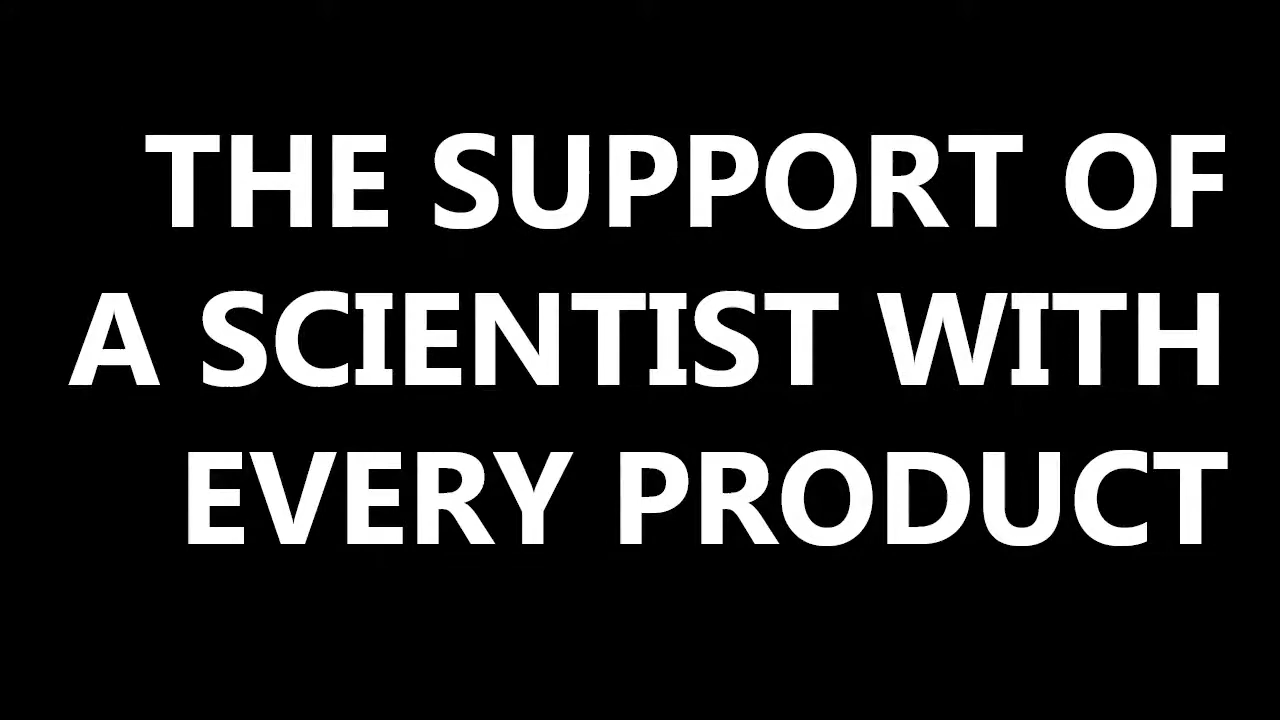 THE SUPPORT OF
A SCIENTIST WITH
EVERY PRODUCT